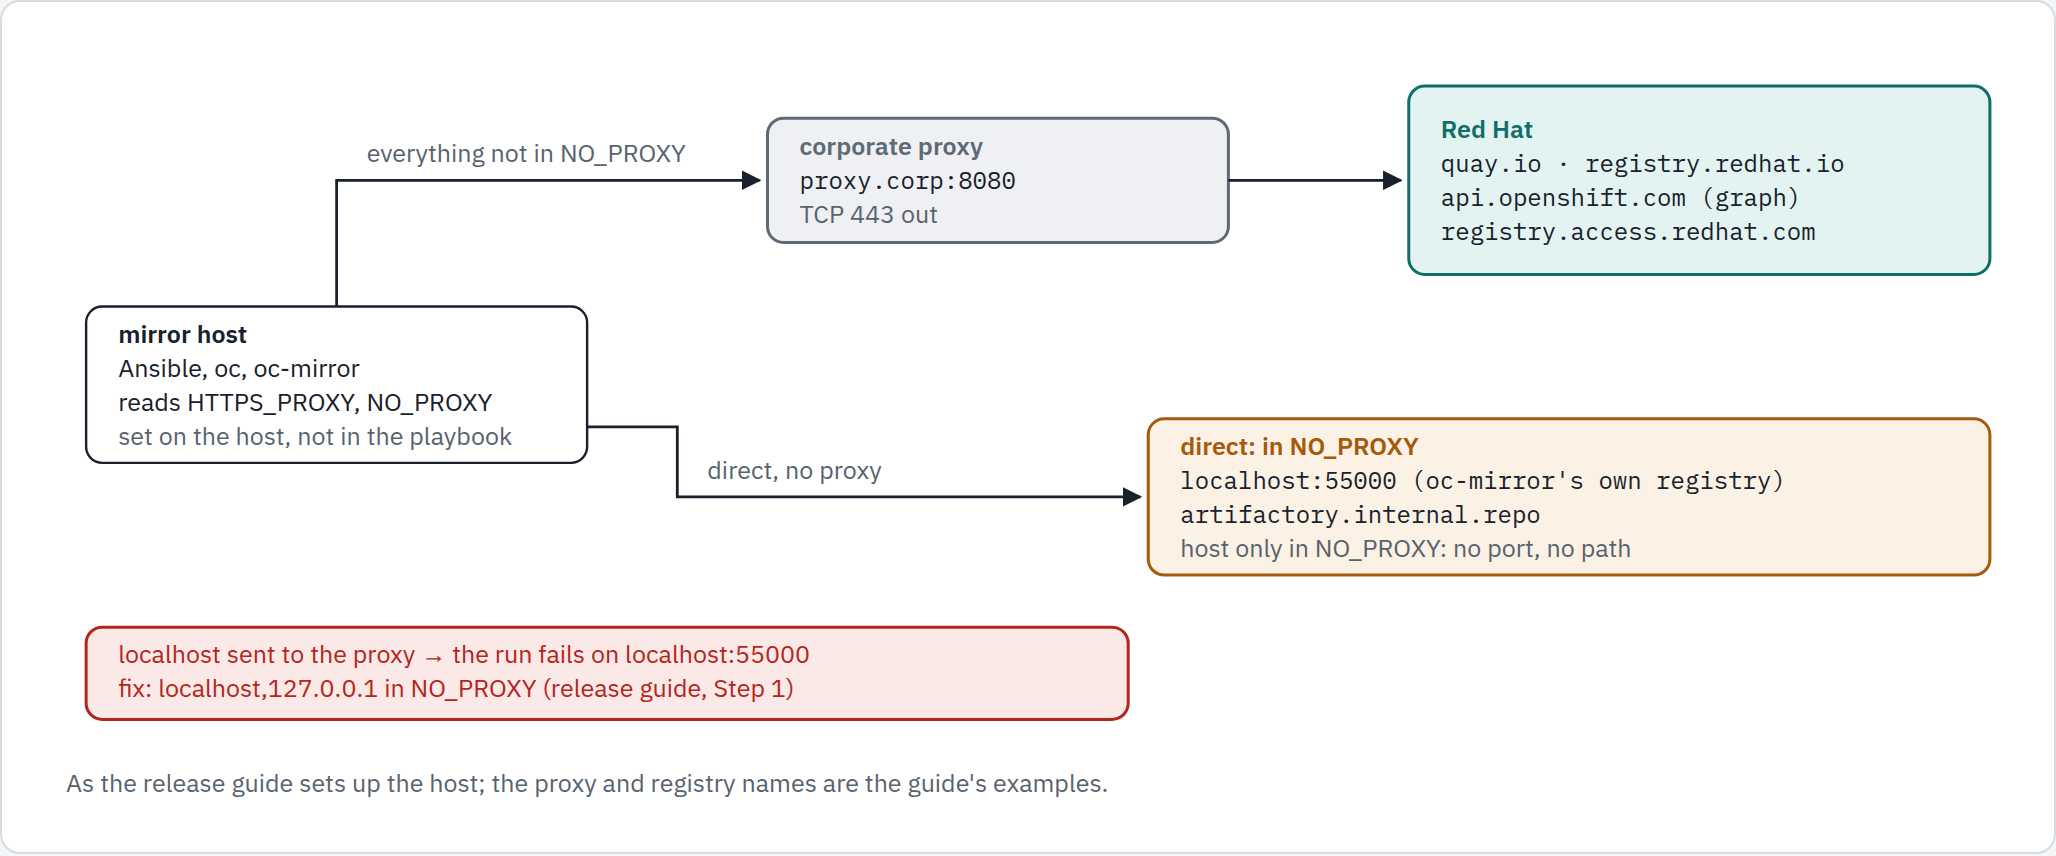 everything not in NO_PROXY
corporate proxy
proxy.corp:8080
TCP 443 out
Red Hat
quay.io · registry.redhat.io
api.openshift.com (graph)
registry.access.redhat.com
mirror host
Ansible, oc, oc-mirror
reads HTTPS_PROXY, NO_PROXY
set on the host, not in the playbook
direct, no proxy
direct: in NO_PROXY
localhost:55000 (oc-mirror's own registry)
artifactory.internal.repo
host only in NO_PROXY: no port, no path
localhost sent to the proxy → the run fails on localhost:55000
fix: localhost,127.0.0.1 in NO_PROXY (release guide, Step 1)
As the release guide sets up the host; the proxy and registry names are the guide's examples.